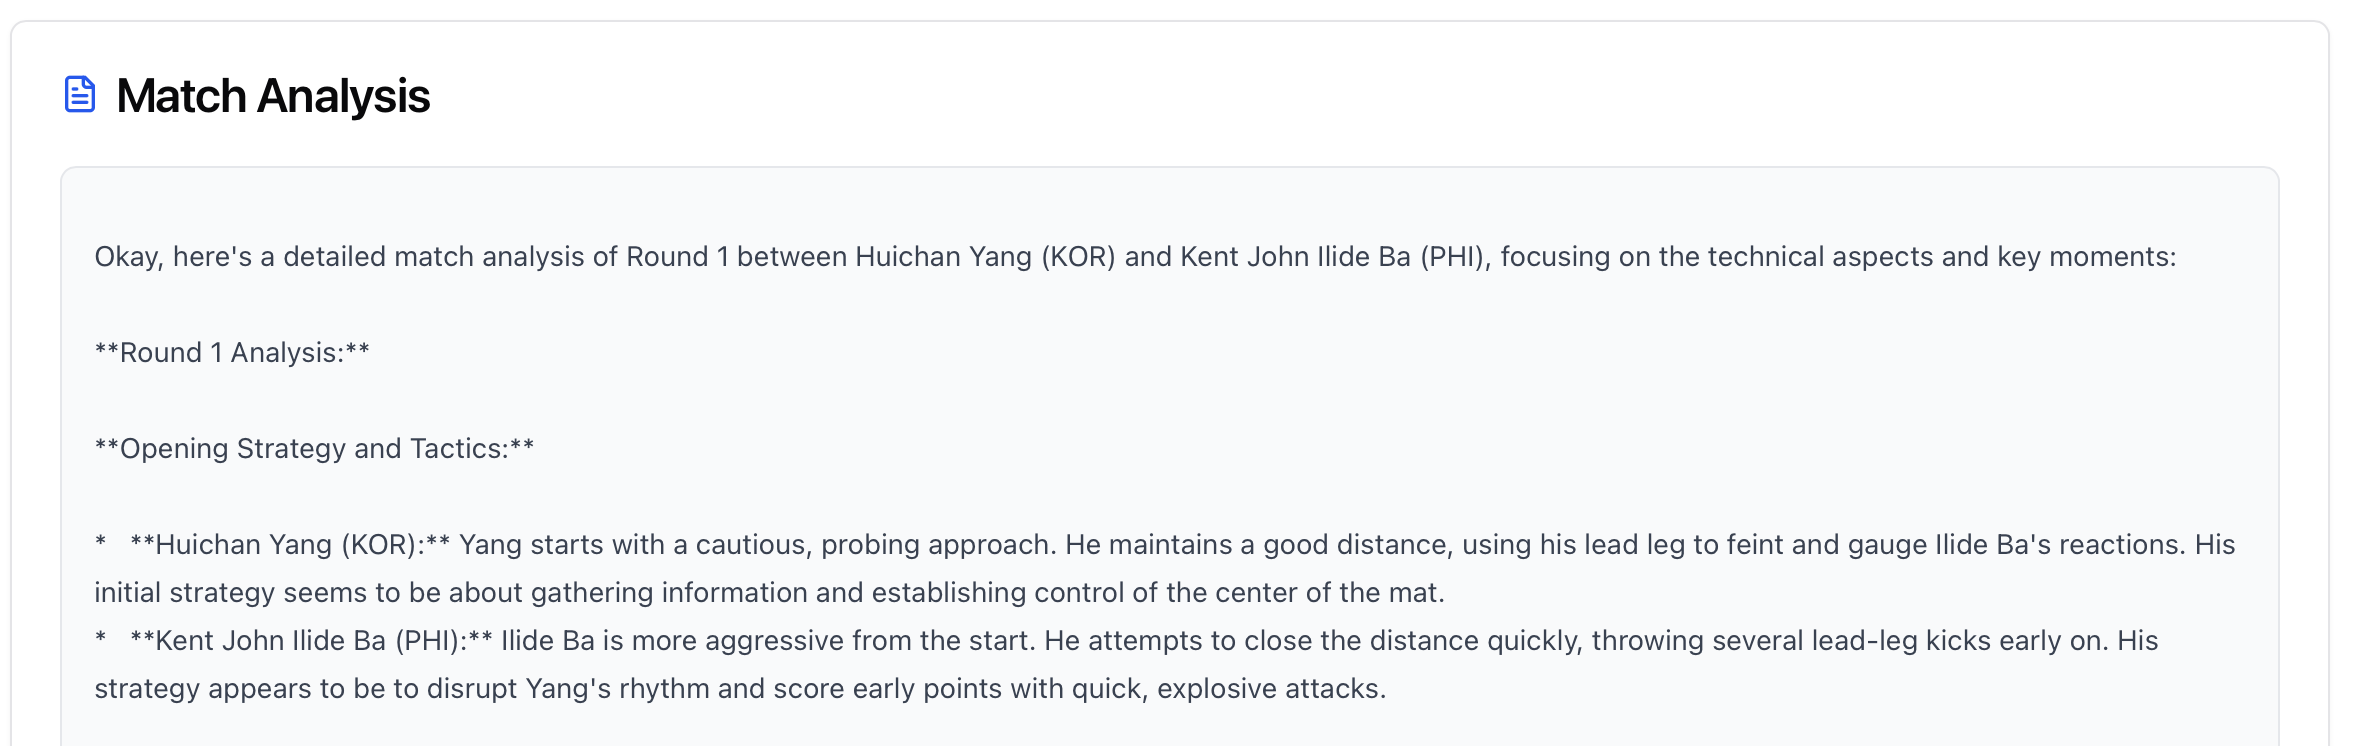 Match Analysis
Okay, here's a detailed match analysis of Round 1 between Huichan Yang (KOR) and Kent John Ilide Ba (PHI), focusing on the technical aspects and key moments:
**Round 1 Analysis:**
**Opening Strategy and Tactics:**
*   **Huichan Yang (KOR):** Yang starts with a cautious, probing approach. He maintains a good distance, using his lead leg to feint and gauge Ilide Ba's reactions. His
initial strategy seems to be about gathering information and establishing control of the center of the mat.
*   **Kent John Ilide Ba (PHI):** Ilide Ba is more aggressive from the start. He attempts to close the distance quickly, throwing several lead-leg kicks early on. His
strategy appears to be to disrupt Yang's rhythm and score early points with quick, explosive attacks.